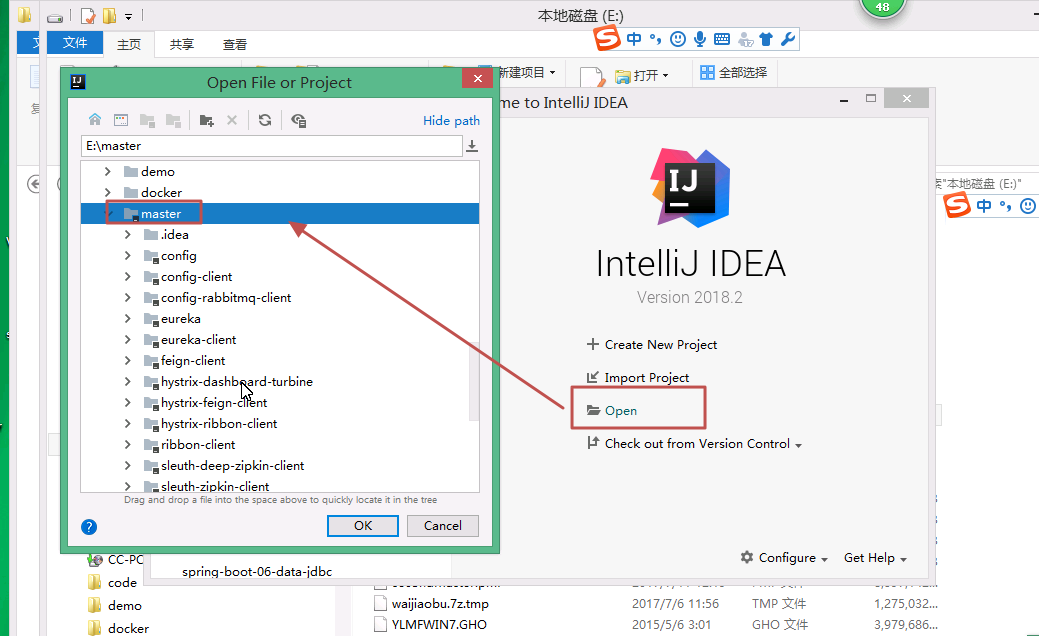 本地磁盘 (E:)
48
文件
主页
共享
查看
中
新建项目
打开
全部选择
Open File or Project
me to IntelliJ IDEA
Hide path
E:\master
demo
docker
master
.idea
config
config-client
config-rabbitmq-client
eureka
eureka-client
feign-client
hystrix-dashboard-turbine
hystrix-feign-client
hystrix-ribbon-client
ribbon-client
sleuth-deep-zipkin-client
sleuth-zipkin-client
Drag and drop a file into the space above to quickly locate it in the tree
?
OK
Cancel
IJ
IntelliJ IDEA
Version 2018.2
Create New Project
Import Project
Open
Check out from Version Control
Configure
Get Help
"本地磁盘 (E:)"
中
CC-PC
spring-boot-06-data-jdbc
code
demo
docker
waijiaobu.7z.tmp
2017/7/6 11:56
TMP 文件
1,275,032...
YLMFWIN7.GHO
2015/5/6 3:01
GHO 文件
3,979,686...